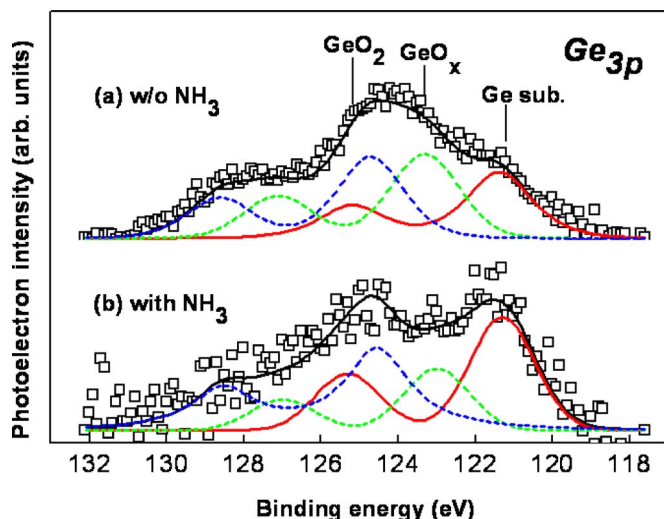 GeO2 GeOx Ge3p
(a) w/o NH3
Ge sub.
(b) with NH3
Photoelectron intensity (arb. units)
132 130 128 126 124 122 120 118
Binding energy (eV)